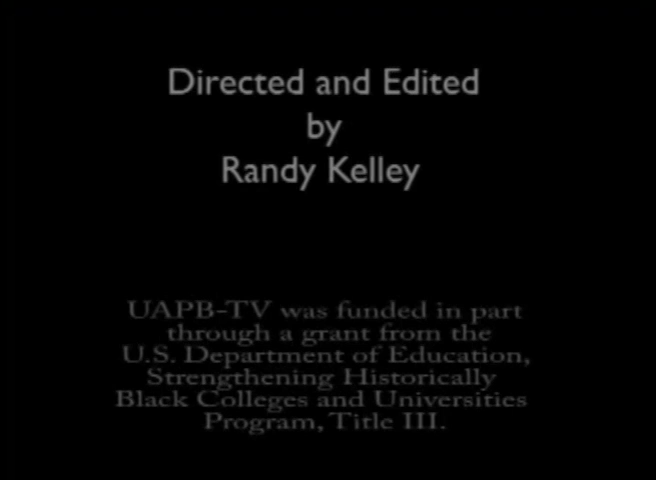 Directed and Edited
by
Randy Kelley
UAPB-TV was funded in part
through a grant from the
U.S. Department of Education,
Strengthening Historically
Black Colleges and Universities
Program, Title III.